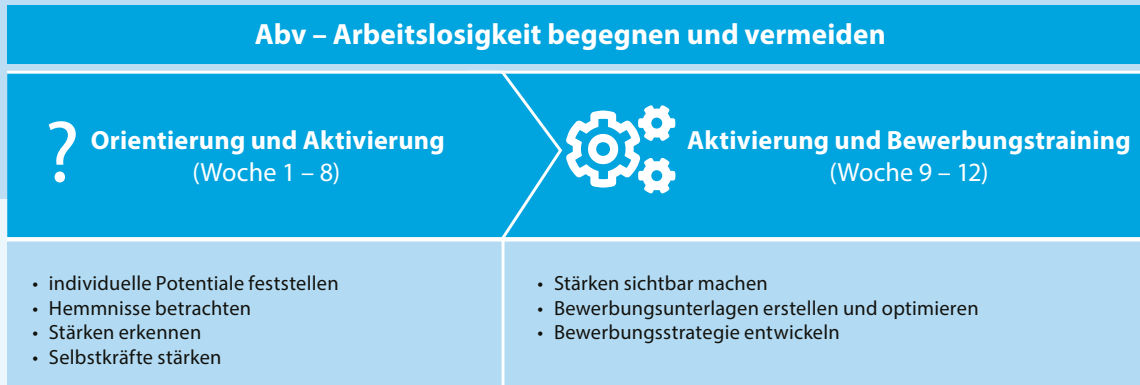 Abv – Arbeitslosigkeit begegnen und vermeiden
? Orientierung und Aktivierung
(Woche 1 – 8)
Aktivierung und Bewerbungstraining
(Woche 9 – 12)
• individuelle Potentiale feststellen
• Hemmnisse betrachten
• Stärken erkennen
• Selbstkräfte stärken
• Stärken sichtbar machen
• Bewerbungsunterlagen erstellen und optimieren
• Bewerbungsstrategie entwickeln